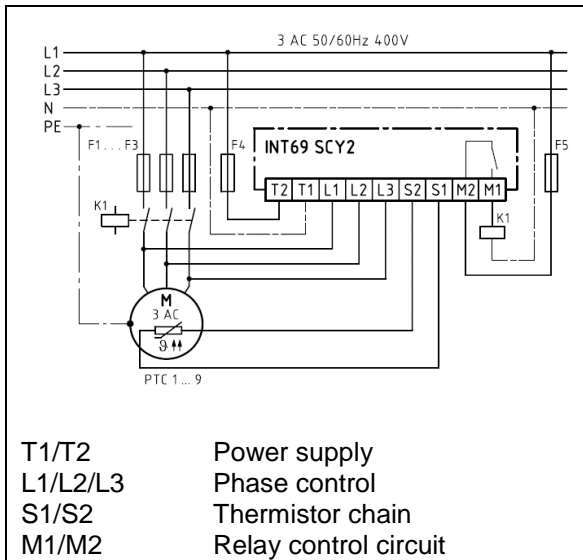 3 AC 50/60Hz 400V
L1
L2
L3
N
PE
F1...F3
F4
INT69 SCY2
F5
T2 T1 L1 L2 L3 S2 S1 M2 M1
K1
K1
M
3 AC
ϑ
PTC 1...9
T1/T2 Power supply
L1/L2/L3 Phase control
S1/S2 Thermistor chain
M1/M2 Relay control circuit